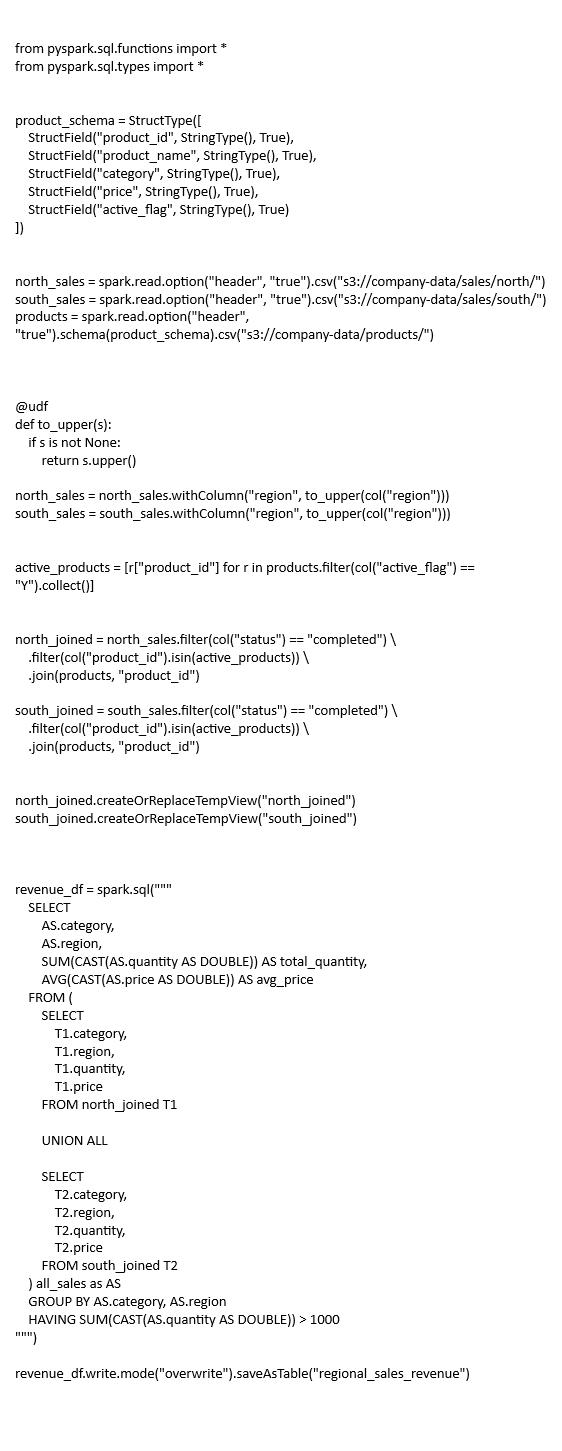 from pyspark.sql.functions import *
from pyspark.sql.types import *
product_schema = StructType([
    StructField("product_id", StringType(), True),
    StructField("product_name", StringType(), True),
    StructField("category", StringType(), True),
    StructField("price", StringType(), True),
    StructField("active_flag", StringType(), True)
])
north_sales = spark.read.option("header", "true").csv("s3://company-data/sales/north/")
south_sales = spark.read.option("header", "true").csv("s3://company-data/sales/south/")
products = spark.read.option("header",
"true").schema(product_schema).csv("s3://company-data/products/")
@udf
def to_upper(s):
    if s is not None:
        return s.upper()
north_sales = north_sales.withColumn("region", to_upper(col("region")))
south_sales = south_sales.withColumn("region", to_upper(col("region")))
active_products = [r["product_id"] for r in products.filter(col("active_flag") ==
"Y").collect()]
north_joined = north_sales.filter(col("status") == "completed") \
    .filter(col("product_id").isin(active_products)) \
    .join(products, "product_id")
south_joined = south_sales.filter(col("status") == "completed") \
    .filter(col("product_id").isin(active_products)) \
    .join(products, "product_id")
north_joined.createOrReplaceTempView("north_joined")
south_joined.createOrReplaceTempView("south_joined")
revenue_df = spark.sql("""
    SELECT
        AS.category,
        AS.region,
        SUM(CAST(AS.quantity AS DOUBLE)) AS total_quantity,
        AVG(CAST(AS.price AS DOUBLE)) AS avg_price
    FROM (
        SELECT
            T1.category,
            T1.region,
            T1.quantity,
            T1.price
        FROM north_joined T1
        UNION ALL
        SELECT
            T2.category,
            T2.region,
            T2.quantity,
            T2.price
        FROM south_joined T2
    ) all_sales as AS
    GROUP BY AS.category, AS.region
    HAVING SUM(CAST(AS.quantity AS DOUBLE)) > 1000
""")
revenue_df.write.mode("overwrite").saveAsTable("regional_sales_revenue")